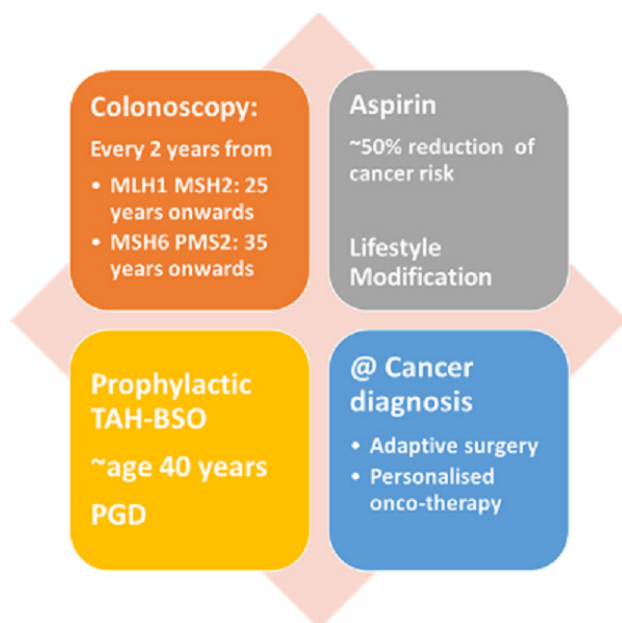 Colonoscopy:
Every 2 years from
• MLH1 MSH2: 25
years onwards
• MSH6 PMS2: 35
years onwards
Aspirin
~50% reduction of
cancer risk
Lifestyle
Modification
Prophylactic
TAH-BSO
~age 40 years
PGD
@ Cancer
diagnosis
• Adaptive surgery
• Personalised
onco-therapy